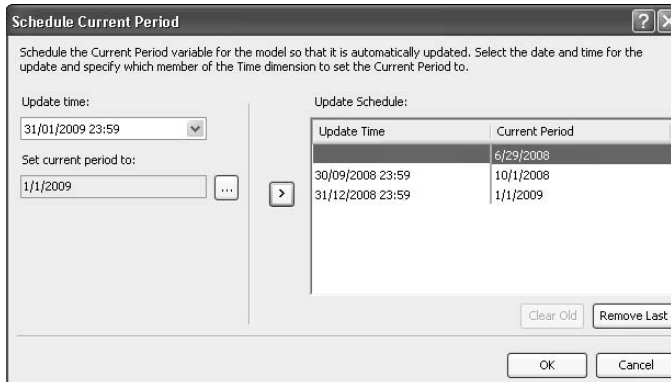 Schedule Current Period
Schedule the Current Period variable for the model so that it is automatically updated. Select the date and time for the
update and specify which member of the Time dimension to set the Current Period to.
Update time:
31/01/2009 23:59
Set current period to:
1/1/2009
...
>
Update Schedule:
Update Time Current Period
6/29/2008
30/09/2008 23:59 10/1/2008
31/12/2008 23:59 1/1/2009
Clear Old Remove Last
OK Cancel